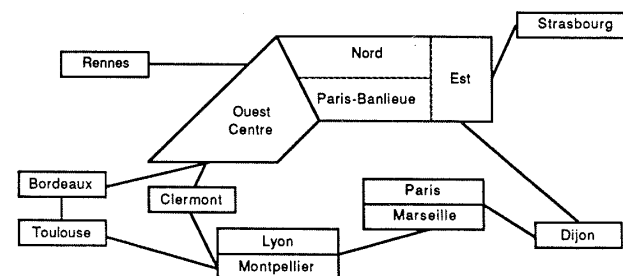 Strasbourg
Nord
Rennes
Est
Paris-Banlieue
Ouest
Centre
Bordeaux
Paris
Clermont
Marseille
Toulouse
Dijon
Lyon
Montpellier